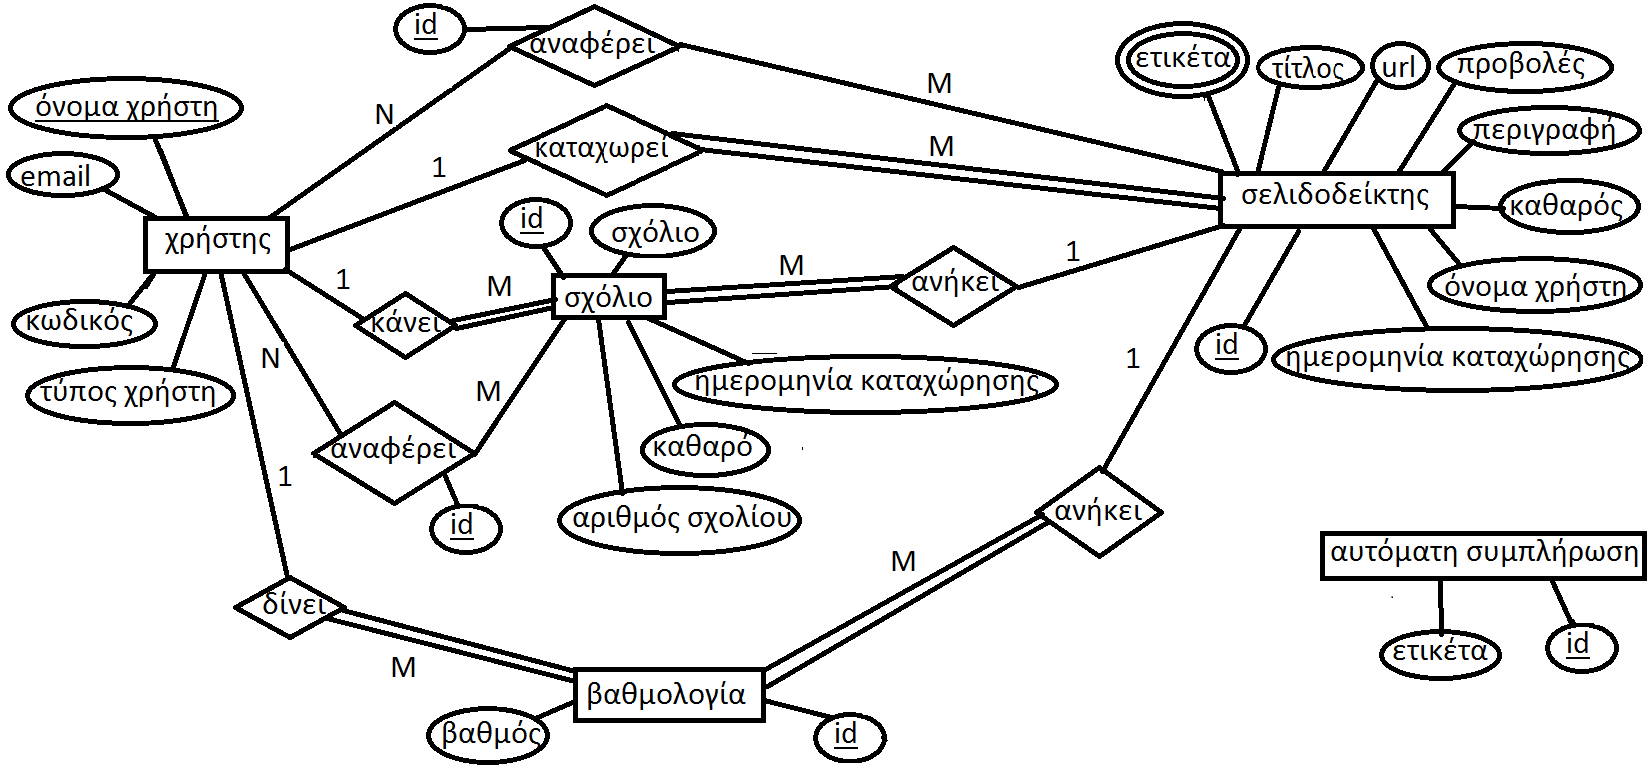 id
αναφέρει
ετικέτα
τίτλος
url
προβολές
Μ
Ν
όνομα χρήστη
περιγραφή
καταχωρεί
Μ
1
email
σελιδοδείκτης
καθαρός
id
σχόλιο
χρήστης
Μ
1
ανήκει
1
Μ
σχόλιο
όνομα χρήστη
κωδικός
κάνει
id
ημερομηνία καταχώρησης
Ν
1
τύπος χρήστη
Μ
ημερομηνία καταχώρησης
αναφέρει
καθαρό
1
id
αριθμός σχολίου
ανήκει
αυτόματη συμπλήρωση
Μ
δίνει
ετικέτα
id
Μ
βαθμολογία
βαθμός
id